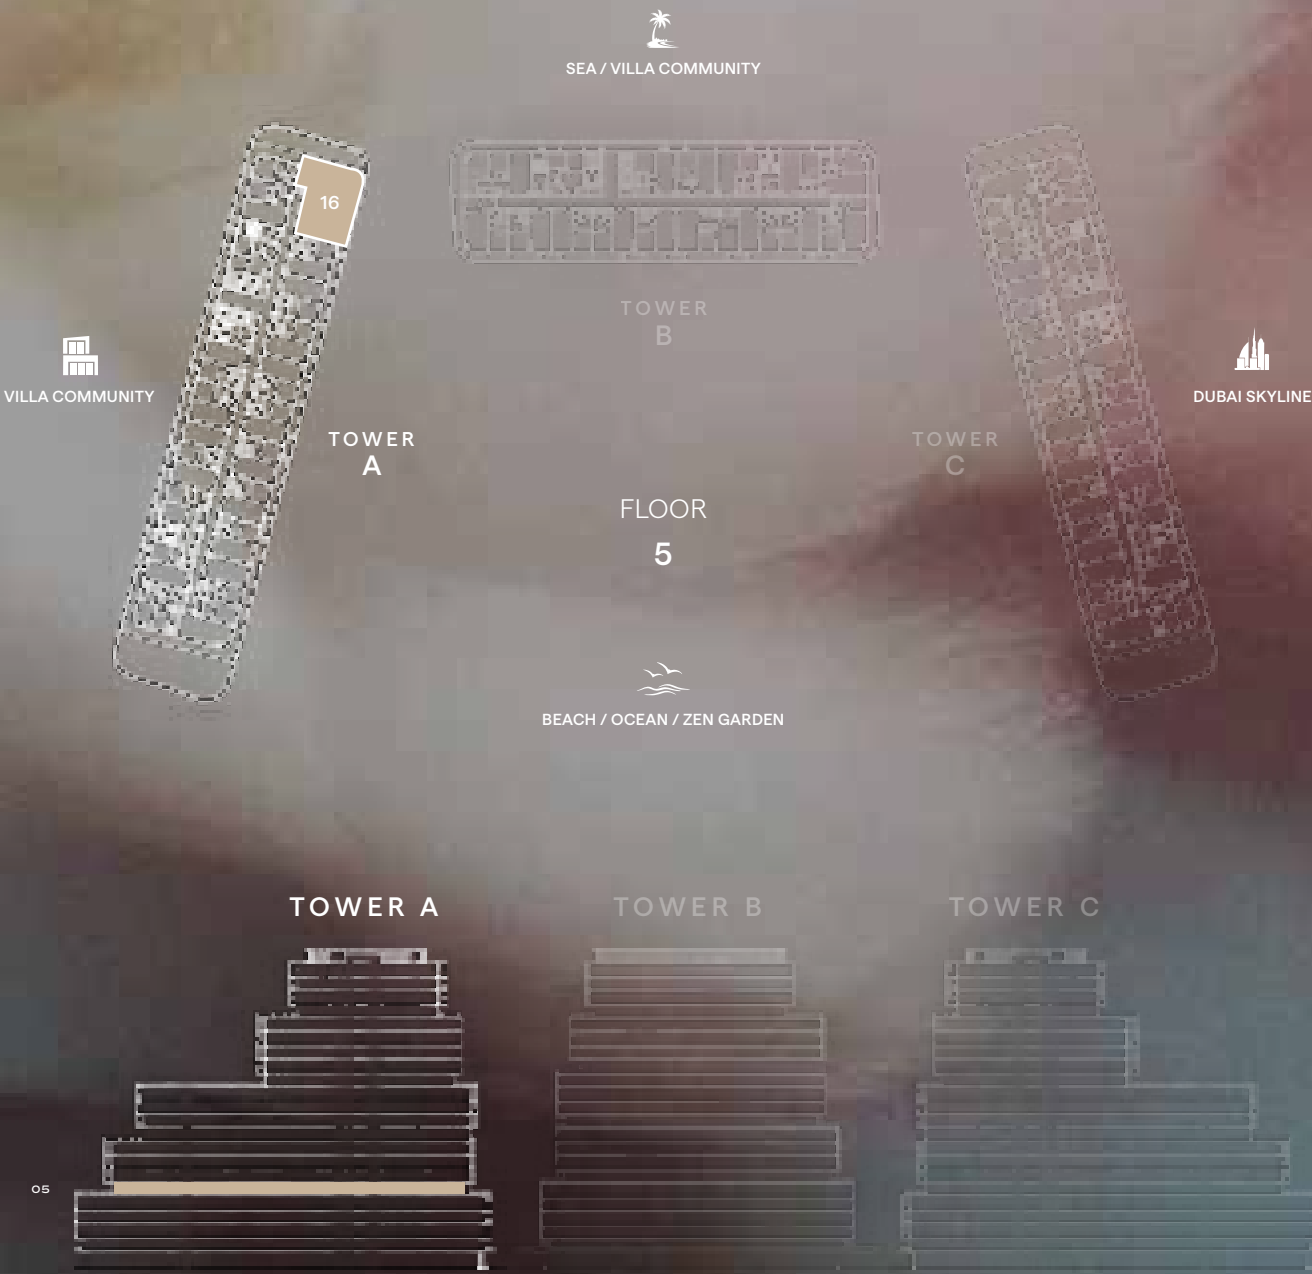 SEA / VILLA COMMUNITY
16
TOWER
B
VILLA COMMUNITY
DUBAI SKYLINE
TOWER
A
TOWER
C
FLOOR
5
BEACH / OCEAN / ZEN GARDEN
TOWER A
TOWER B
TOWER C
05